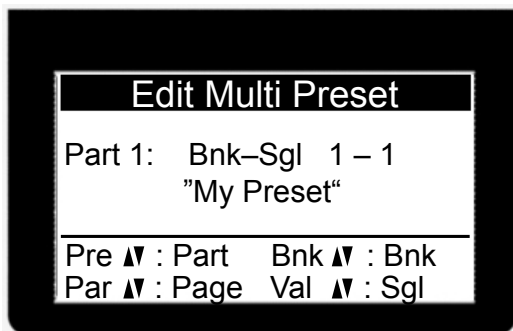 Edit Multi Preset
Part 1: Bnk–Sgl 1 – 1
”My Preset“
Pre ▲▼ : Part Bnk ▲▼ : Bnk
Par ▲▼ : Page Val ▲▼ : Sgl